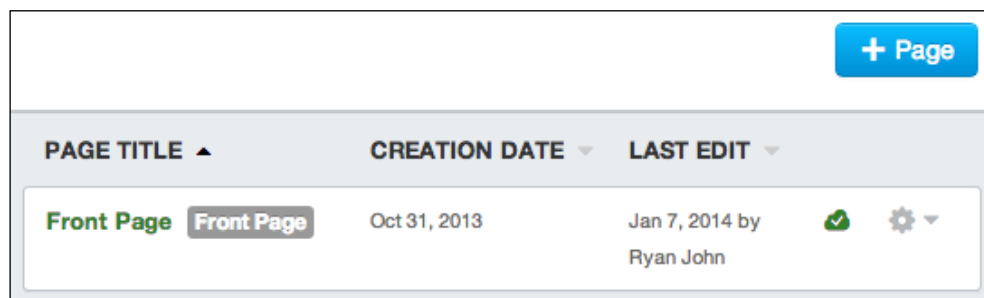 + Page
PAGE TITLE CREATION DATE LAST EDIT
Front Page Front Page Oct 31, 2013 Jan 7, 2014 by
Ryan John